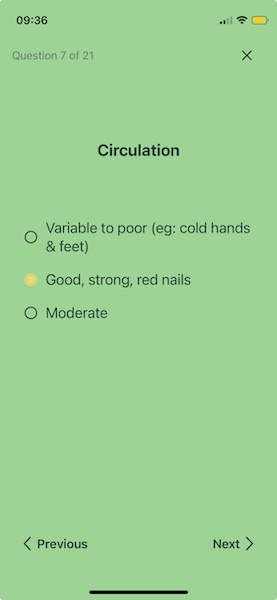 09:36
Question 7 of 21
Circulation
Variable to poor (eg: cold hands
& feet)
Good, strong, red nails
Moderate
Previous
Next